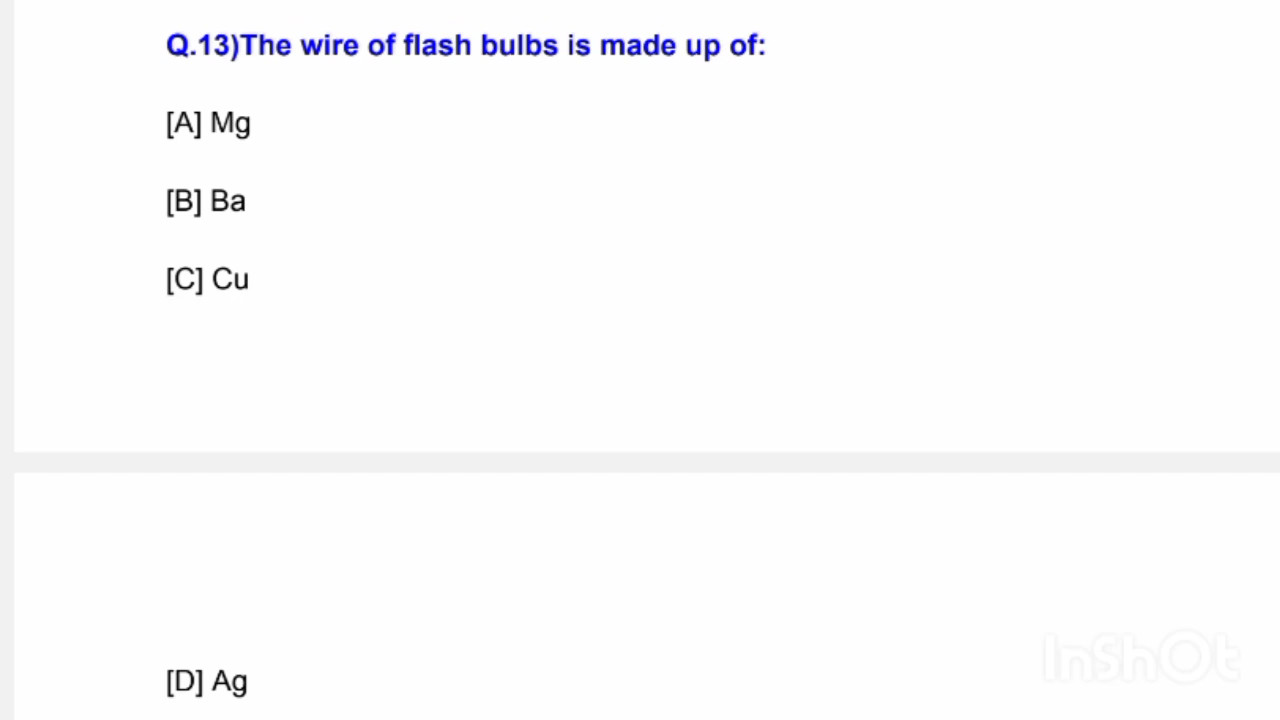 Q.13)The wire of flash bulbs is made up of:
[A] Mg
[B] Ba
[C] Cu
[D] Ag
InShOt